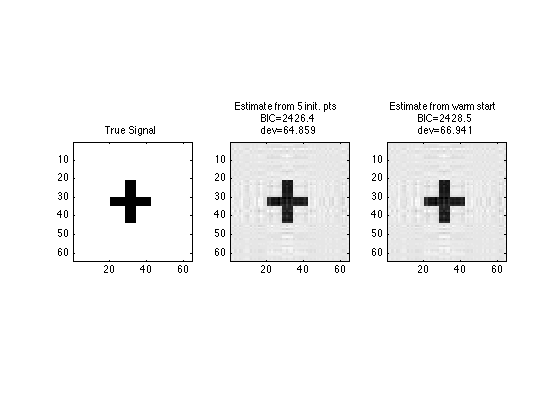 True Signal
10
20
30
40
50
60
20 40 60
Estimate from 5 init. pts
BIC=2426.4
dev=64.859
10
20
30
40
50
60
20 40 60
Estimate from warm start
BIC=2428.5
dev=66.941
10
20
30
40
50
60
20 40 60